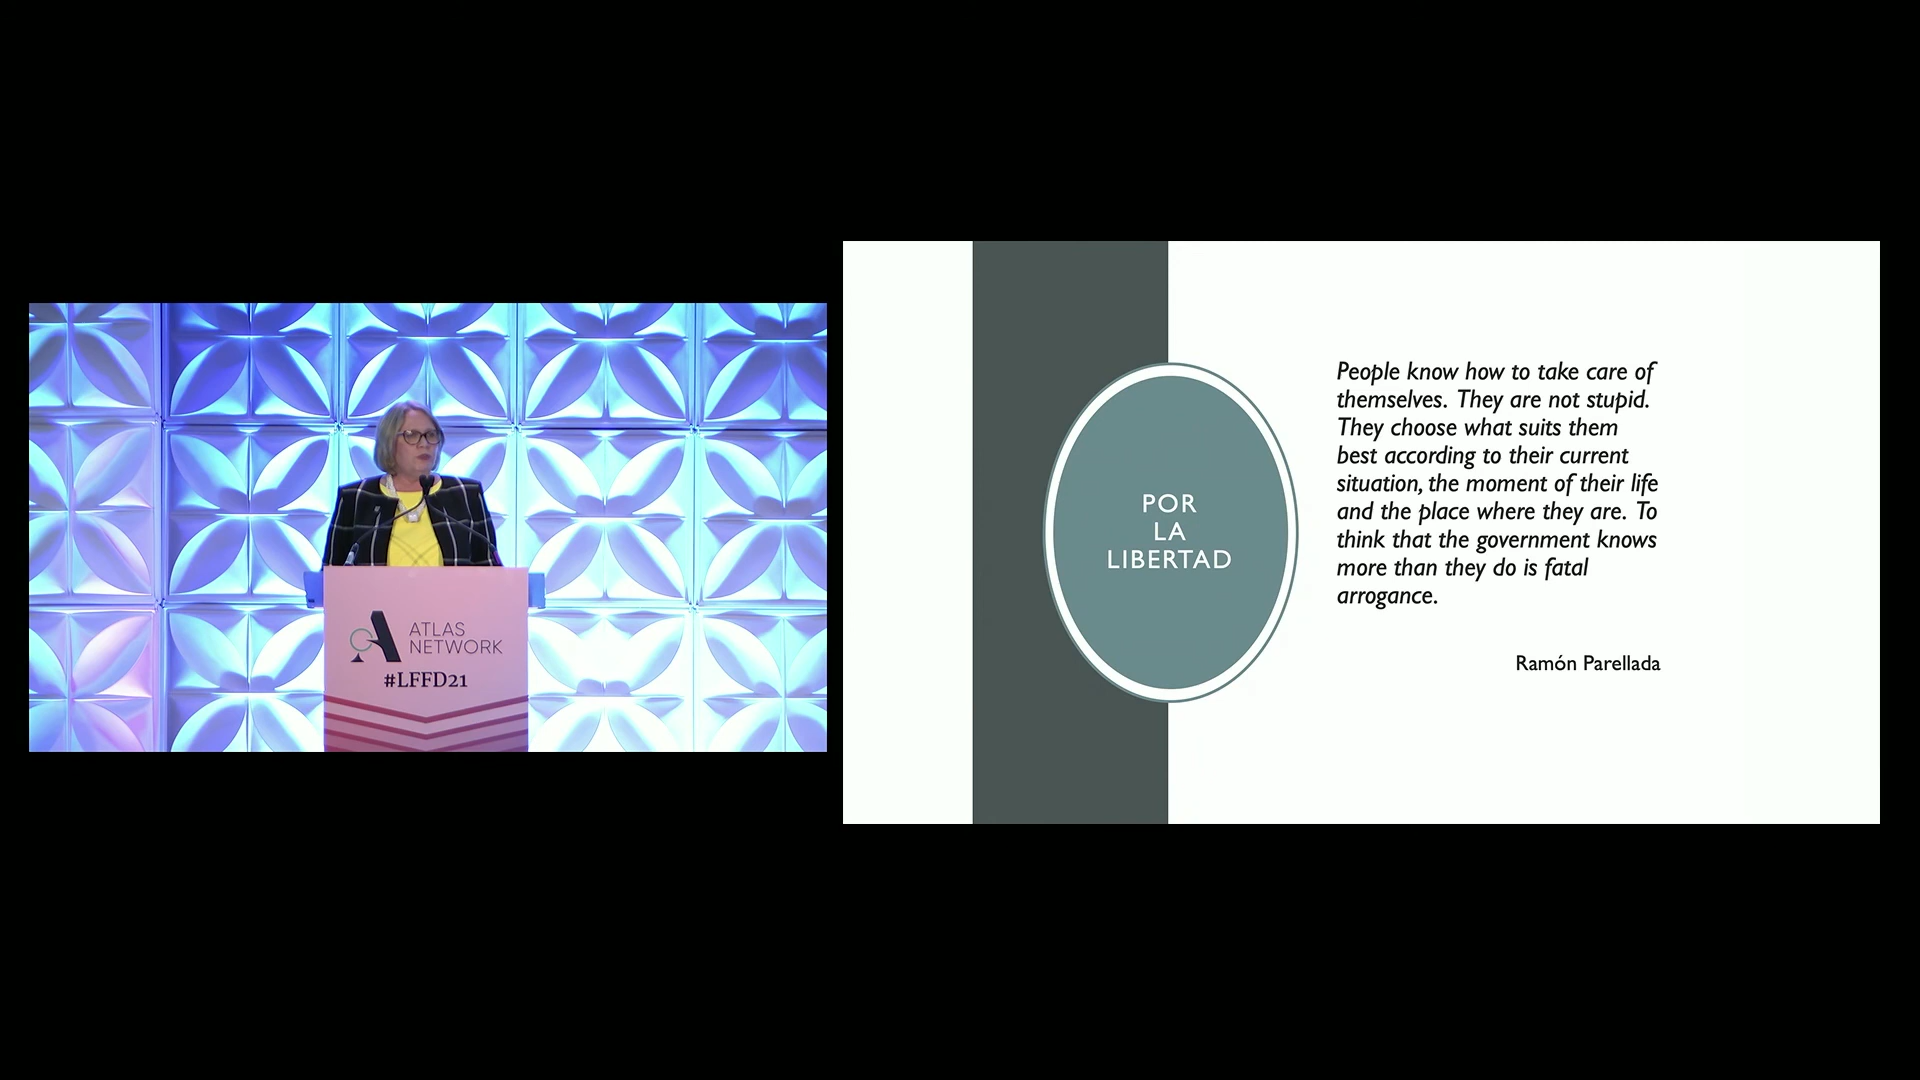 ATLAS
NETWORK
#LFFD21
POR
LA
LIBERTAD
People know how to take care of
themselves. They are not stupid.
They choose what suits them
best according to their current
situation, the moment of their life
and the place where they are. To
think that the government knows
more than they do is fatal
arrogance.
Ramón Parellada